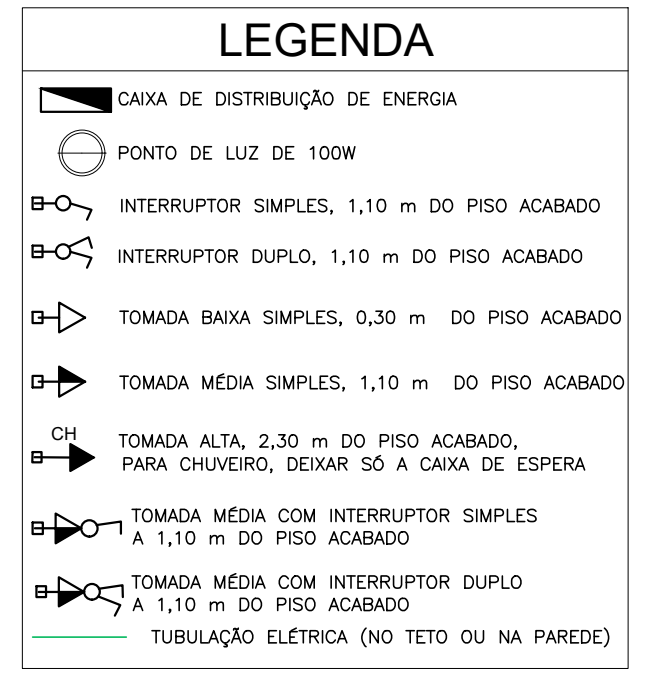 LEGENDA
CAIXA DE DISTRIBUIÇÃO DE ENERGIA
PONTO DE LUZ DE 100W
INTERRUPTOR SIMPLES, 1,10 m DO PISO ACABADO
INTERRUPTOR DUPLO, 1,10 m DO PISO ACABADO
TOMADA BAIXA SIMPLES, 0,30 m DO PISO ACABADO
TOMADA MÉDIA SIMPLES, 1,10 m DO PISO ACABADO
CH
TOMADA ALTA, 2,30 m DO PISO ACABADO,
PARA CHUVEIRO, DEIXAR SÓ A CAIXA DE ESPERA
TOMADA MÉDIA COM INTERRUPTOR SIMPLES
A 1,10 m DO PISO ACABADO
TOMADA MÉDIA COM INTERRUPTOR DUPLO
A 1,10 m DO PISO ACABADO
TUBULAÇÃO ELÉTRICA (NO TETO OU NA PAREDE)